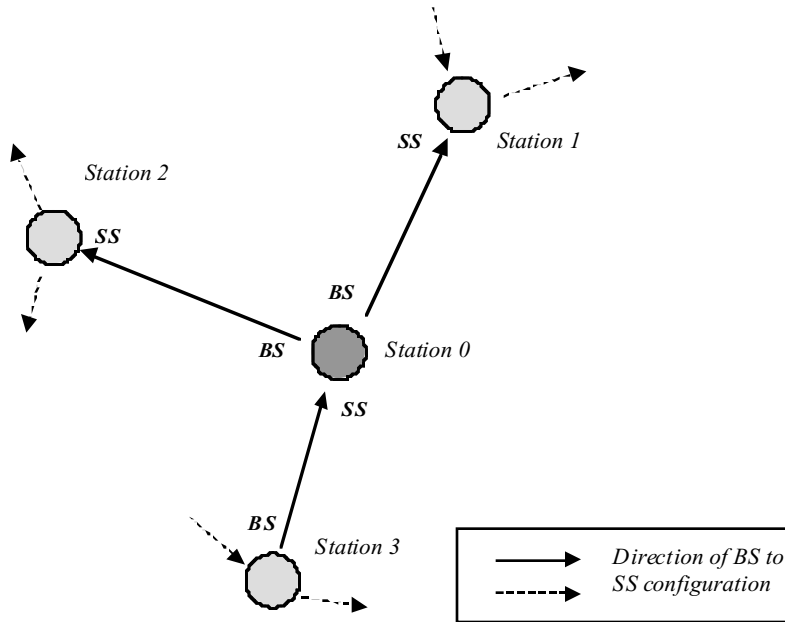 SS
Station 1
Station 2
SS
BS
BS
Station 0
SS
BS
Station 3
Direction of BS to
SS configuration